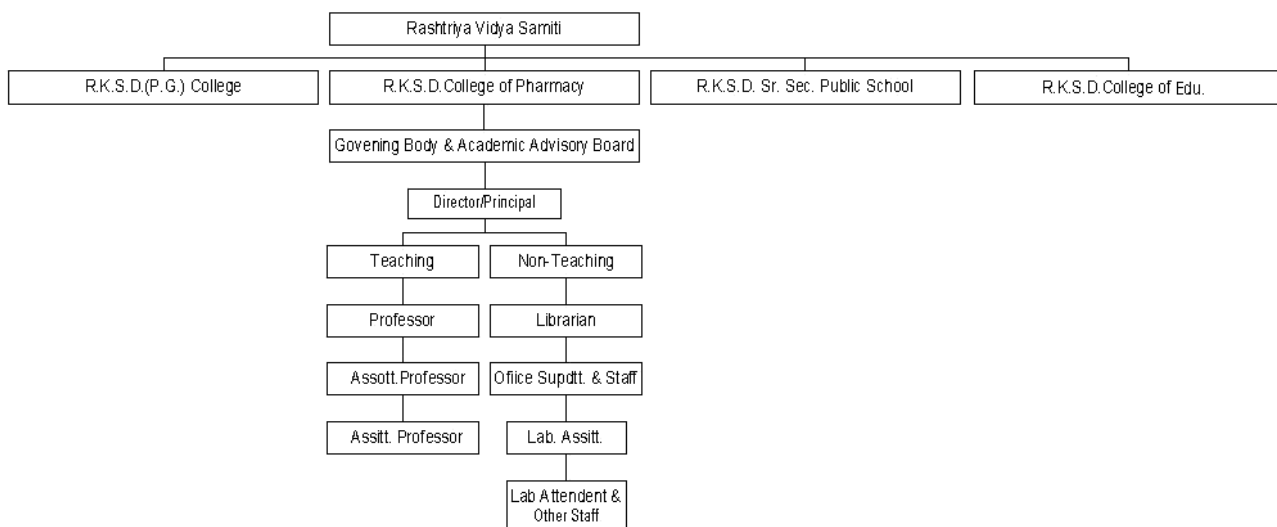 Rashtriya Vidya Samiti
R.K.S.D.(P.G.) College
R.K.S.D.College of Pharmacy
R.K.S.D. Sr. Sec. Public School
R.K.S.D.College of Edu.
Govening Body & Academic Advisory Board
Director/Principal
Teaching
Non-Teaching
Professor
Librarian
Assott.Professor
Ofiice Supdtt. & Staff
Assitt. Professor
Lab. Assitt.
Lab Attendent &
Other Staff